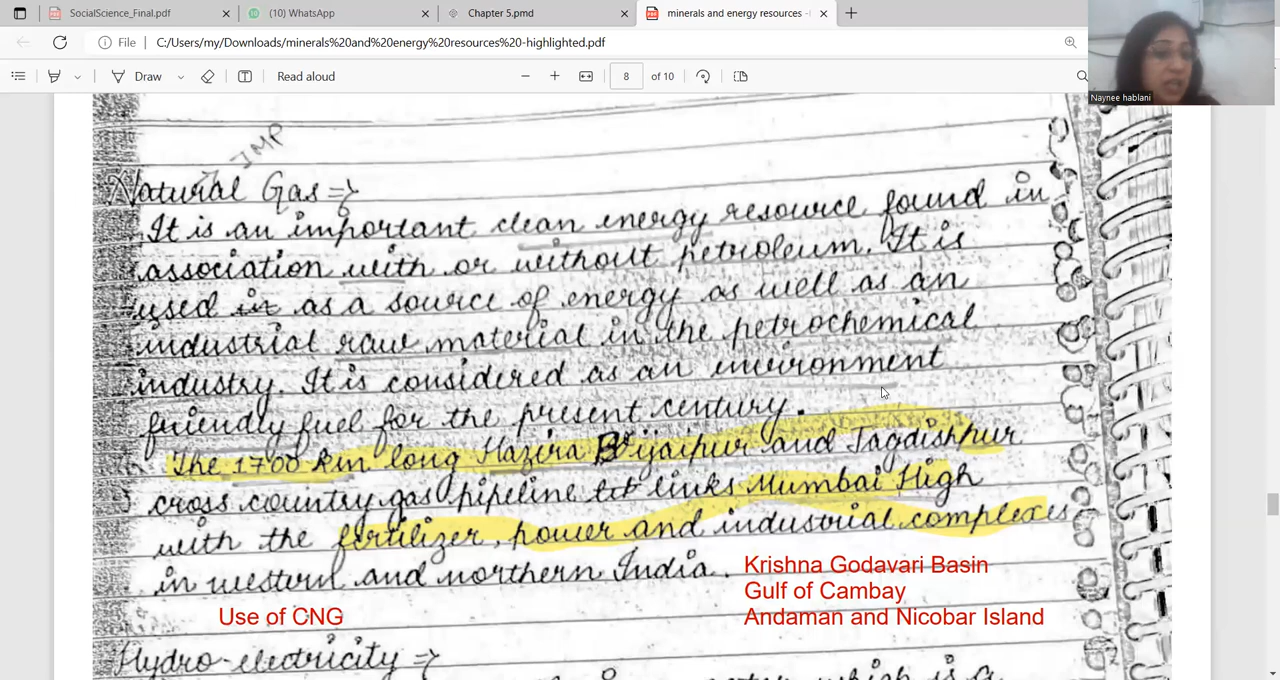 SocialScience_Final.pdf
(10) WhatsApp
Chapter 5.pmd
minerals and energy resources -
File
C:/Users/my/Downloads/minerals%20and%20energy%20resources%20-highlighted.pdf
Draw
Read aloud
8 of 10
Naynee hablani
IMP
Natural Gas =>
It is an important clean energy resource found in
association with or without petroleum. It is
used in as a source of energy as well as an
industrial raw material in the petrochemical
industry. It is considered as an environment
friendly fuel for the present century.
The 1700 km long Hazira Bijaipur and Jagdishpur
cross country gas pipeline links Mumbai High
with the fertilizer, power and industrial complexes
in western and northern India.
Krishna Godavari Basin
Gulf of Cambay
Use of CNG
Andaman and Nicobar Island
Hydro-electricity =>
which is a